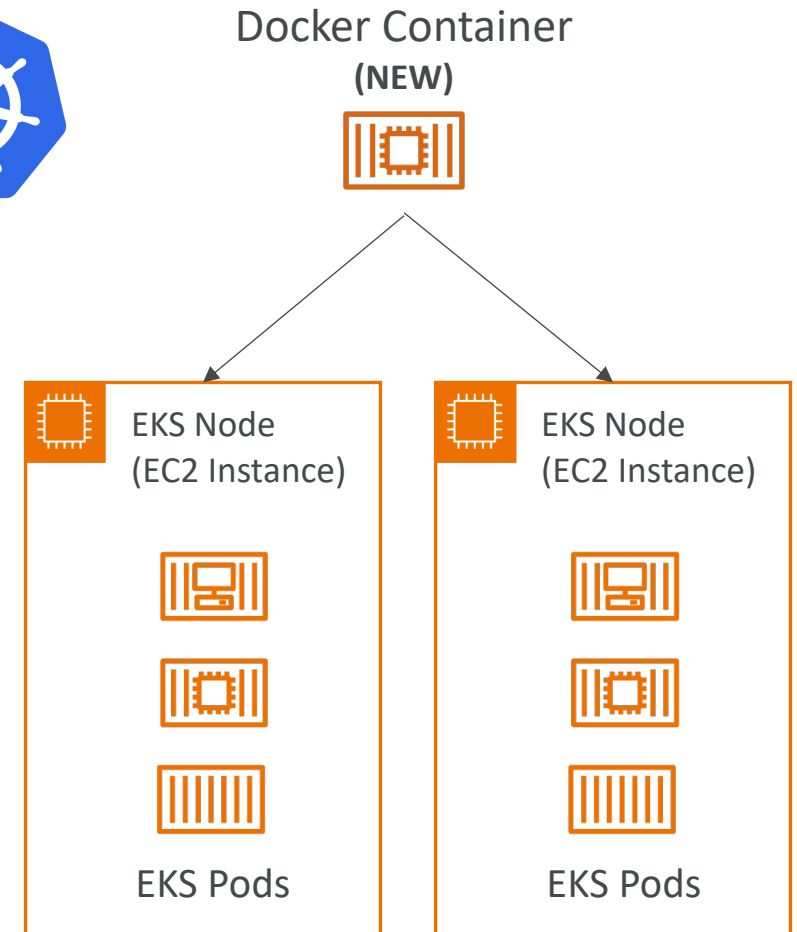 Docker Container
(NEW)
EKS Node
(EC2 Instance)
EKS Pods
EKS Node
(EC2 Instance)
EKS Pods